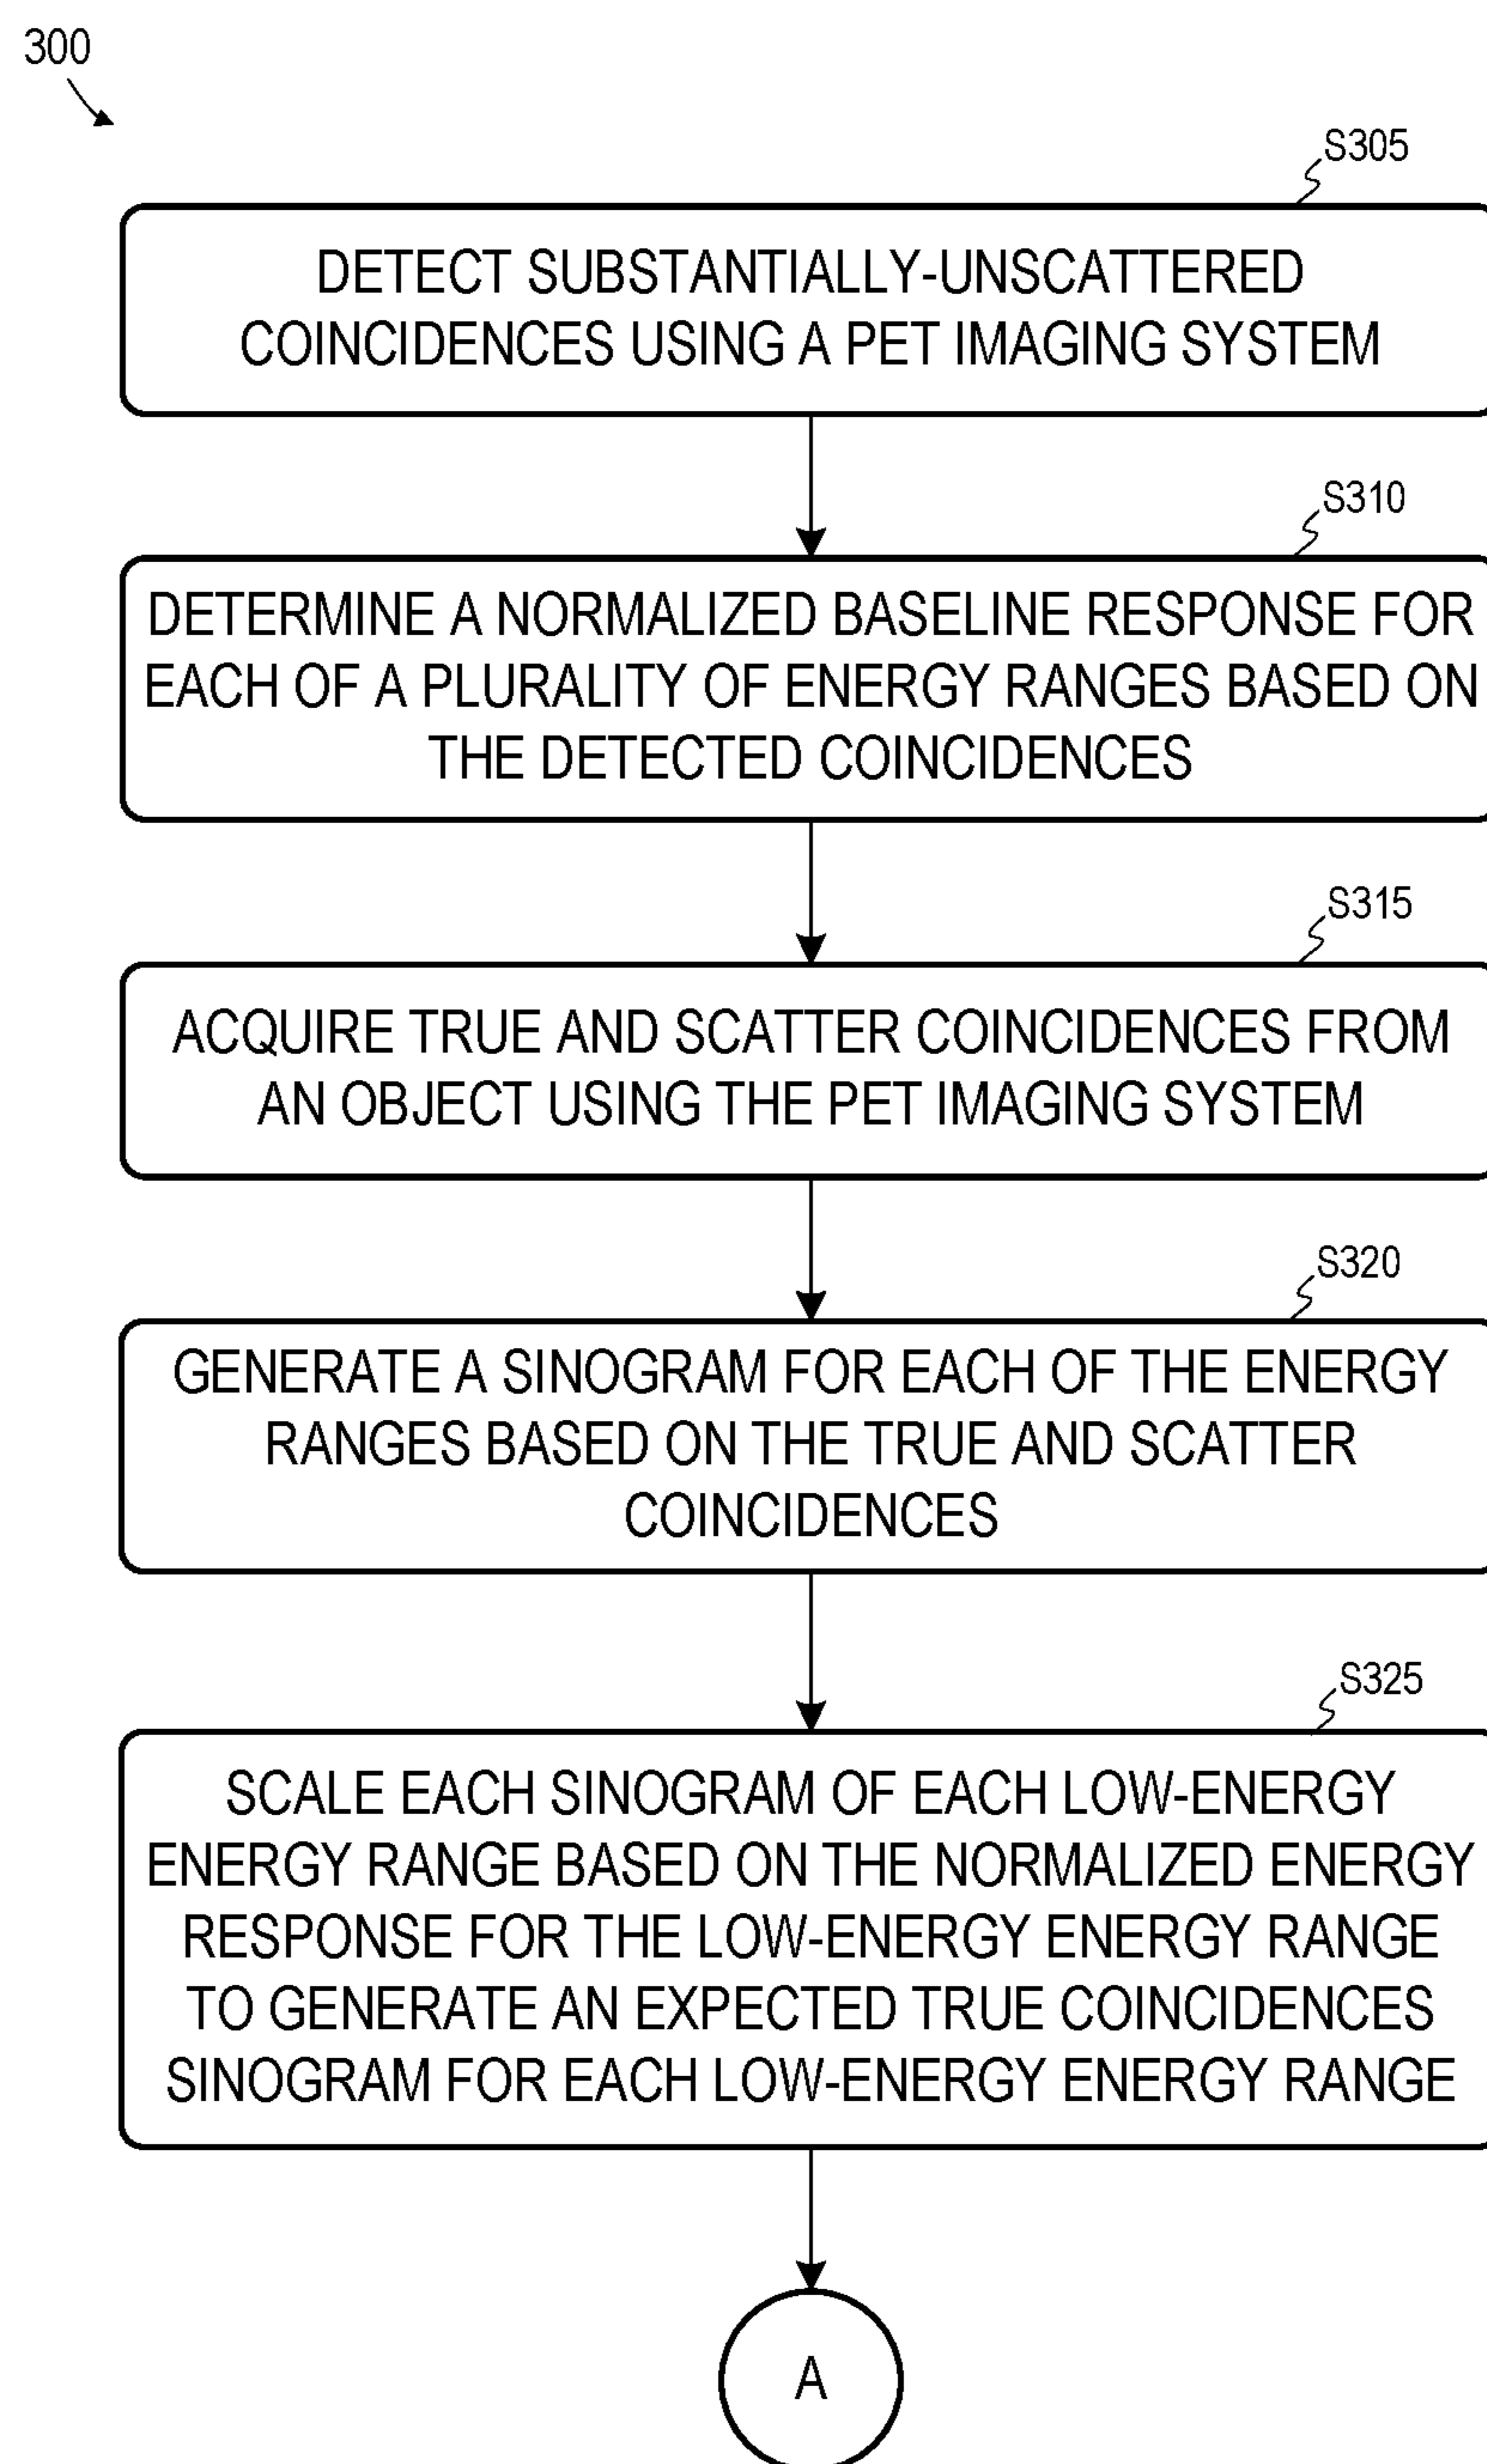 300
S305
DETECT SUBSTANTIALLY-UNSCATTERED
COINCIDENCES USING A PET IMAGING SYSTEM
S310
DETERMINE A NORMALIZED BASELINE RESPONSE FOR
EACH OF A PLURALITY OF ENERGY RANGES BASED ON
THE DETECTED COINCIDENCES
S315
ACQUIRE TRUE AND SCATTER COINCIDENCES FROM
AN OBJECT USING THE PET IMAGING SYSTEM
S320
GENERATE A SINOGRAM FOR EACH OF THE ENERGY
RANGES BASED ON THE TRUE AND SCATTER
COINCIDENCES
S325
SCALE EACH SINOGRAM OF EACH LOW-ENERGY
ENERGY RANGE BASED ON THE NORMALIZED ENERGY
RESPONSE FOR THE LOW-ENERGY ENERGY RANGE
TO GENERATE AN EXPECTED TRUE COINCIDENCES
SINOGRAM FOR EACH LOW-ENERGY ENERGY RANGE
A